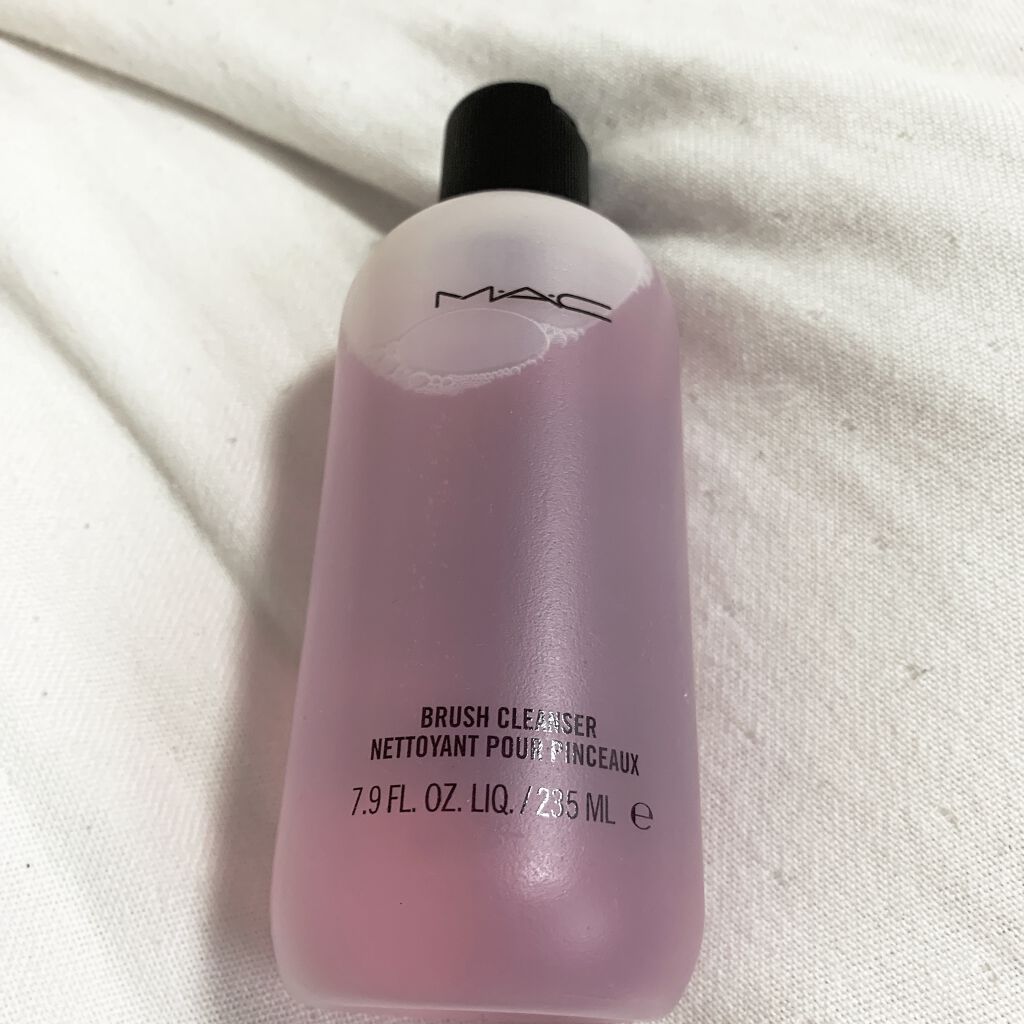 M·A·C
BRUSH CLEANSER
NETTOYANT POUR PINCEAUX
7.9 FL. OZ. LIQ. / 235 ML ℮